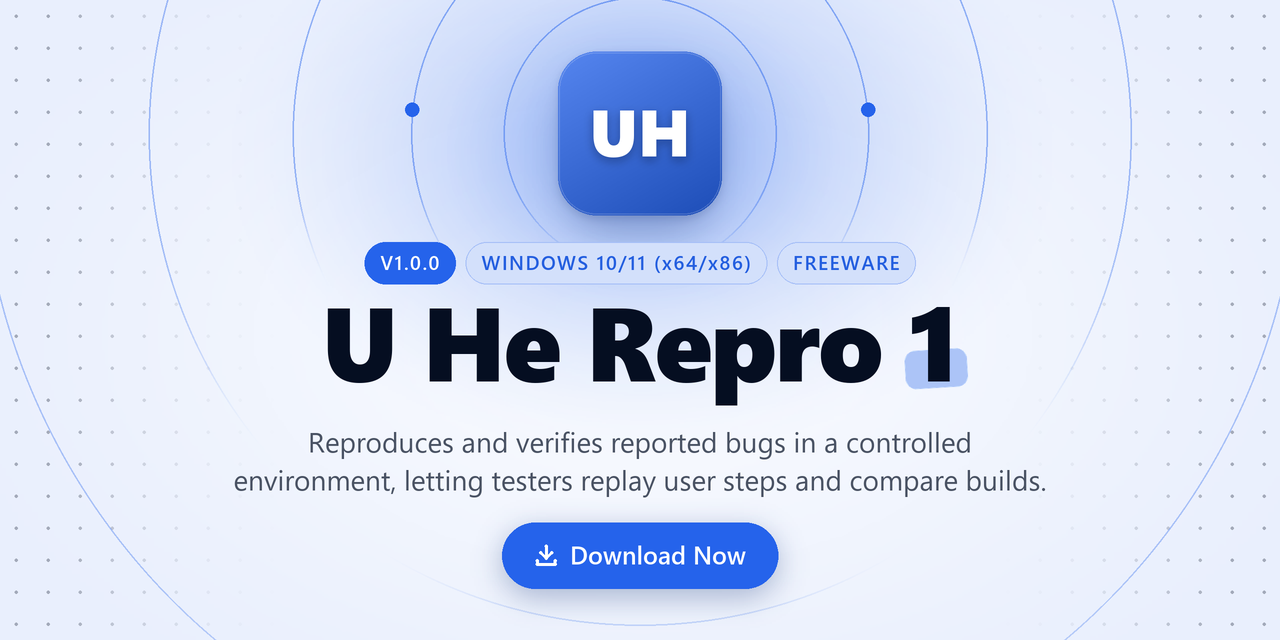 UH
V1.0.0 WINDOWS 10/11 (x64/x86) FREEWARE
U He Repro 1
Reproduces and verifies reported bugs in a controlled
environment, letting testers replay user steps and compare builds.
Download Now